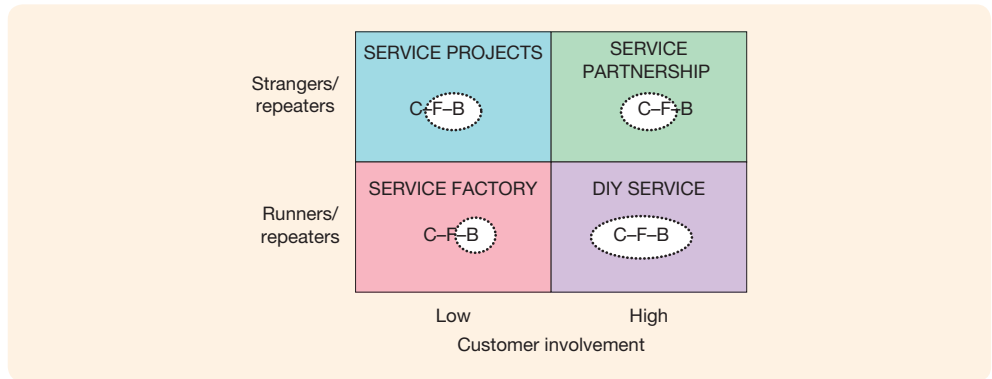 SERVICE PROJECTS
SERVICE
PARTNERSHIP
Strangers/
repeaters
C–F–B
C–F–B
SERVICE FACTORY
DIY SERVICE
Runners/
repeaters
C–F–B
C–F–B
Low
High
Customer involvement